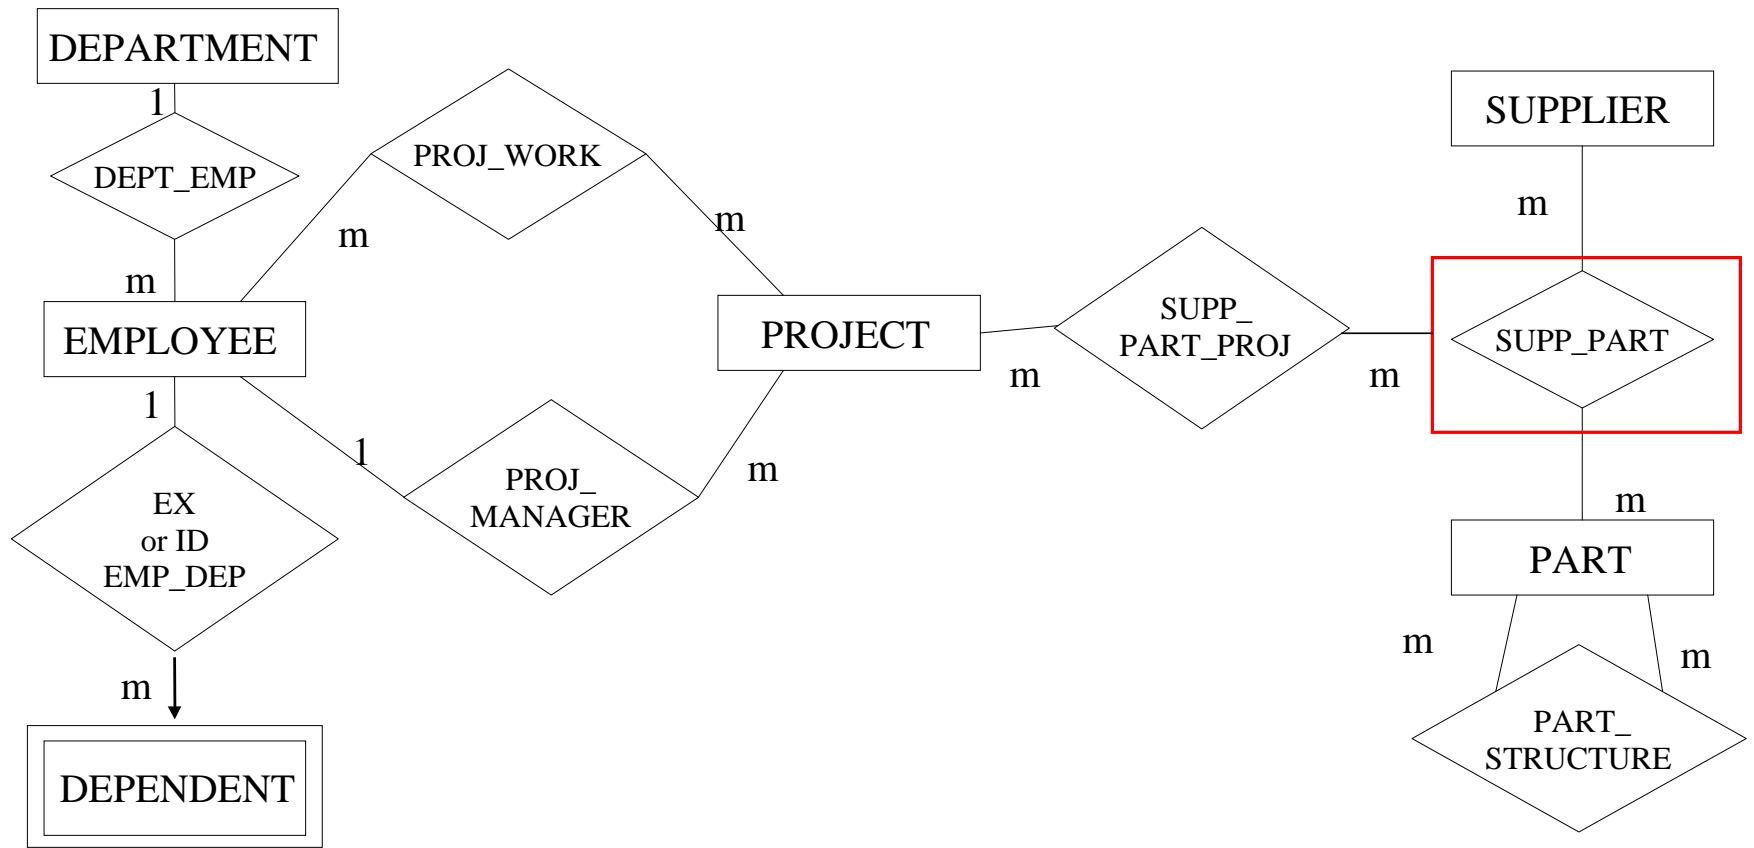 DEPARTMENT
1
DEPT_EMP
m
EMPLOYEE
1
EX
or ID
EMP_DEP
m
DEPENDENT
PROJ_WORK
m
m
1
PROJ_
MANAGER
m
PROJECT
m
SUPP_
PART_PROJ
m
SUPPLIER
m
SUPP_PART
m
PART
m
m
PART_
STRUCTURE